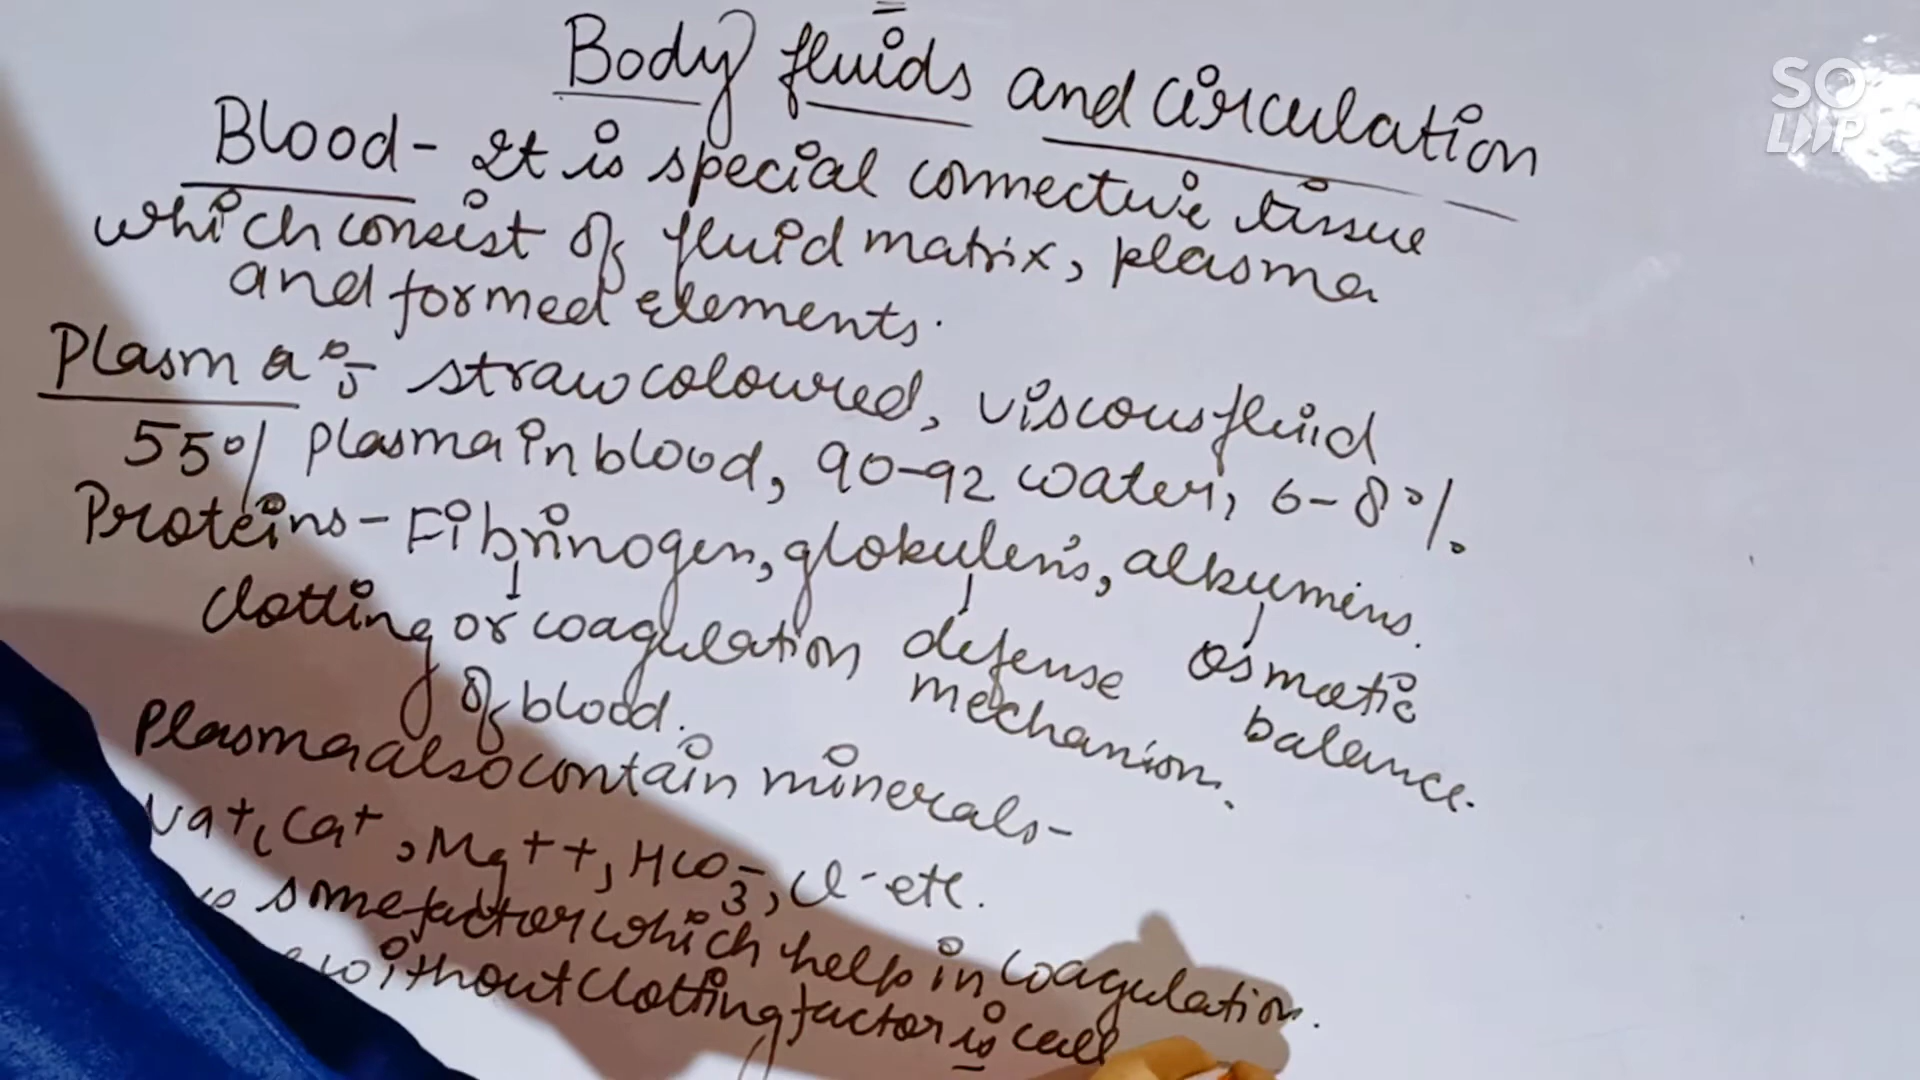 Body fluids and circulation
Blood - It is special connective tissue
which consist of fluid matrix, plasma
and formed elements.
Plasma :- straw coloured, viscous fluid
55% plasma in blood, 90-92 water, 6-8%.
Proteins - Fibrinogen, globulins, albumins.
clotting or coagulation defense osmotic
of blood. mechanism. balance.
Plasma also contain minerals -
Na+, Ca+, Mg++, HCO3-, Cl- etc.
some factor which help in coagulation.
without clotting factor is call
SO LOOP